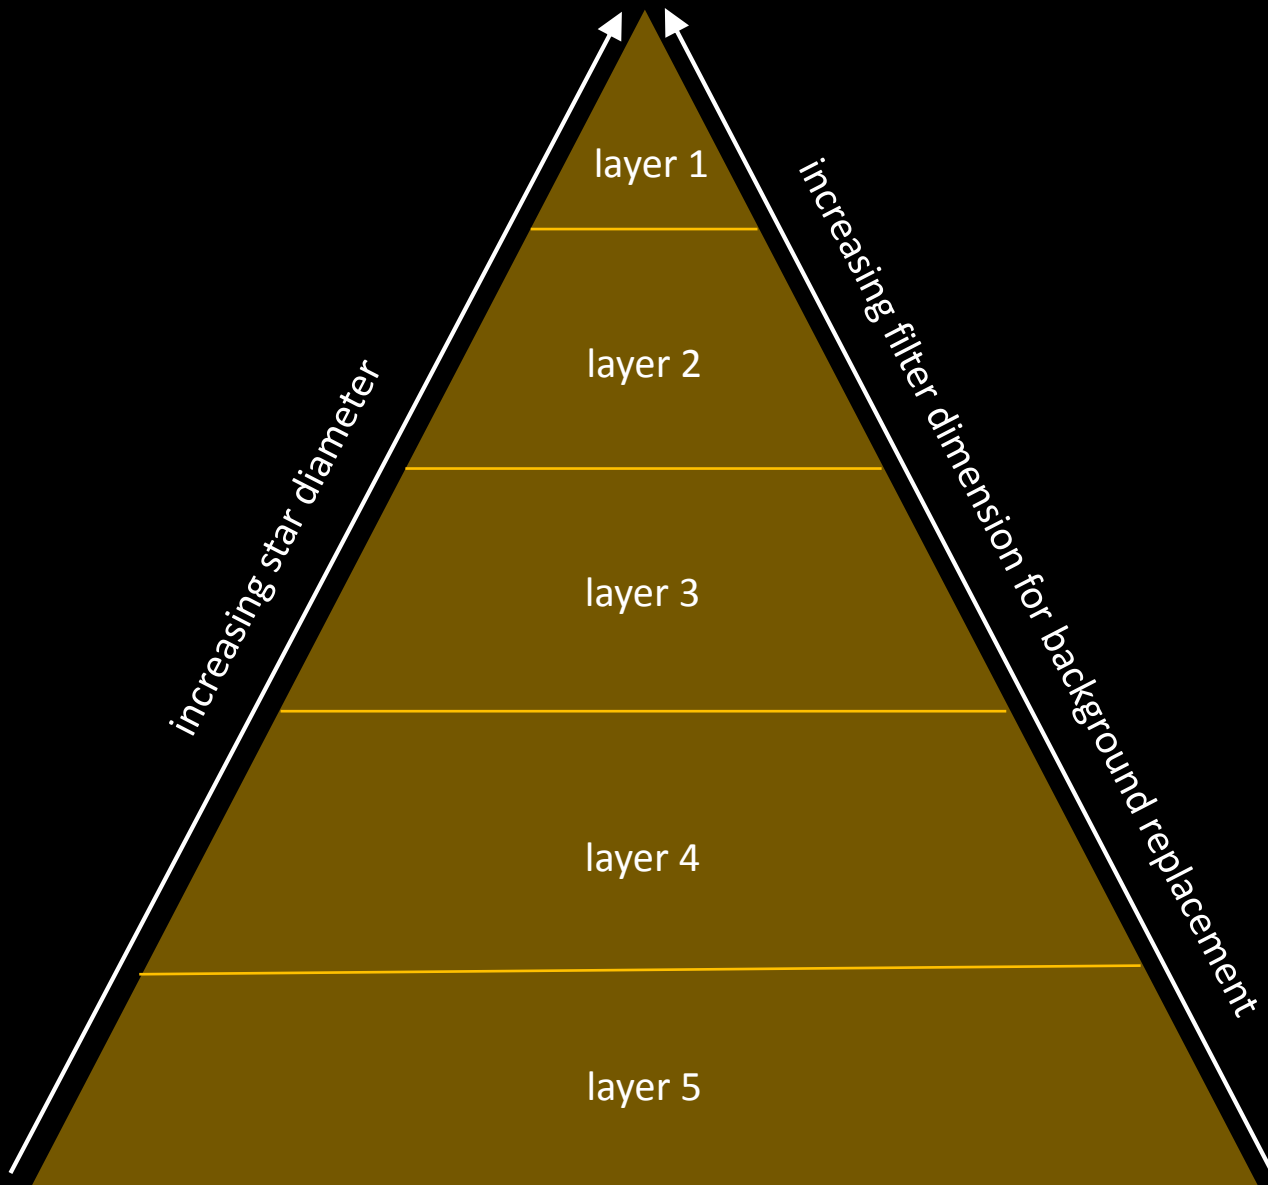 layer 1
increasing filter dimension for background replacement
layer 2
increasing star diameter
layer 3
layer 4
layer 5